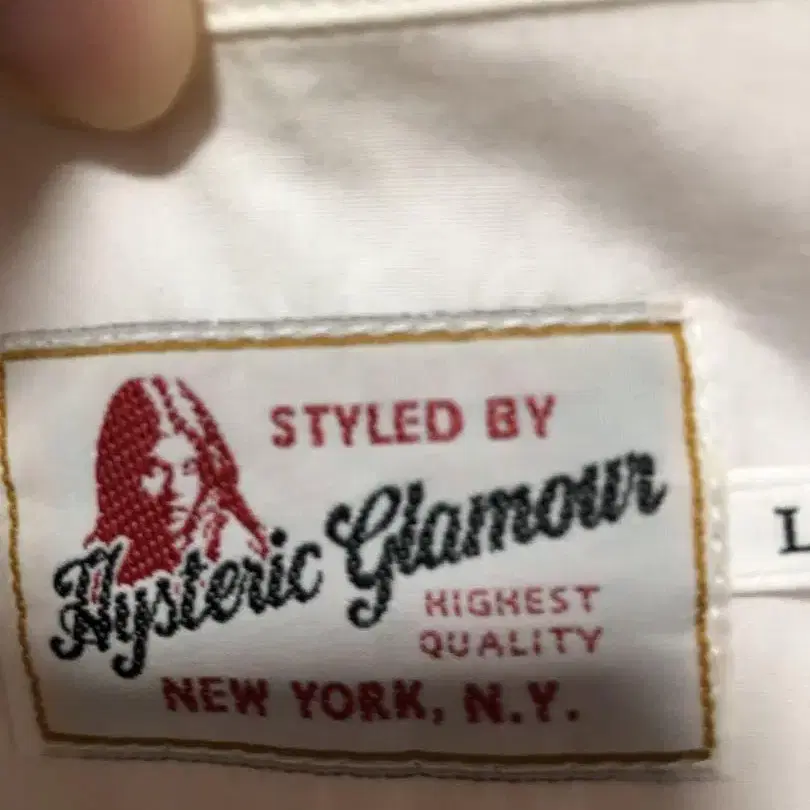 STYLED BY
Hysteric Glamour
HIGHEST
QUALITY
NEW YORK, N.Y.
L